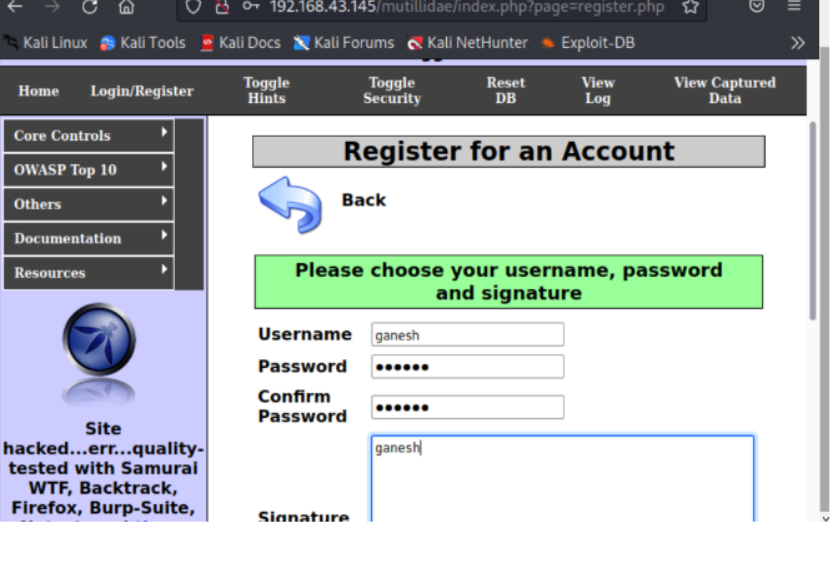 192.168.43.145/mutillidae/index.php?page=register.php
Kali Linux Kali Tools Kali Docs Kali Forums Kali NetHunter Exploit-DB
Home Login/Register Toggle Hints Toggle Security Reset DB View Log View Captured Data
Core Controls
OWASP Top 10
Others
Documentation
Resources
Site
hacked...err...quality-
tested with Samurai
WTF, Backtrack,
Firefox, Burp-Suite,
Register for an Account
Back
Please choose your username, password
and signature
Username ganesh
Password ••••••
Confirm
Password ••••••
ganesh
Signature